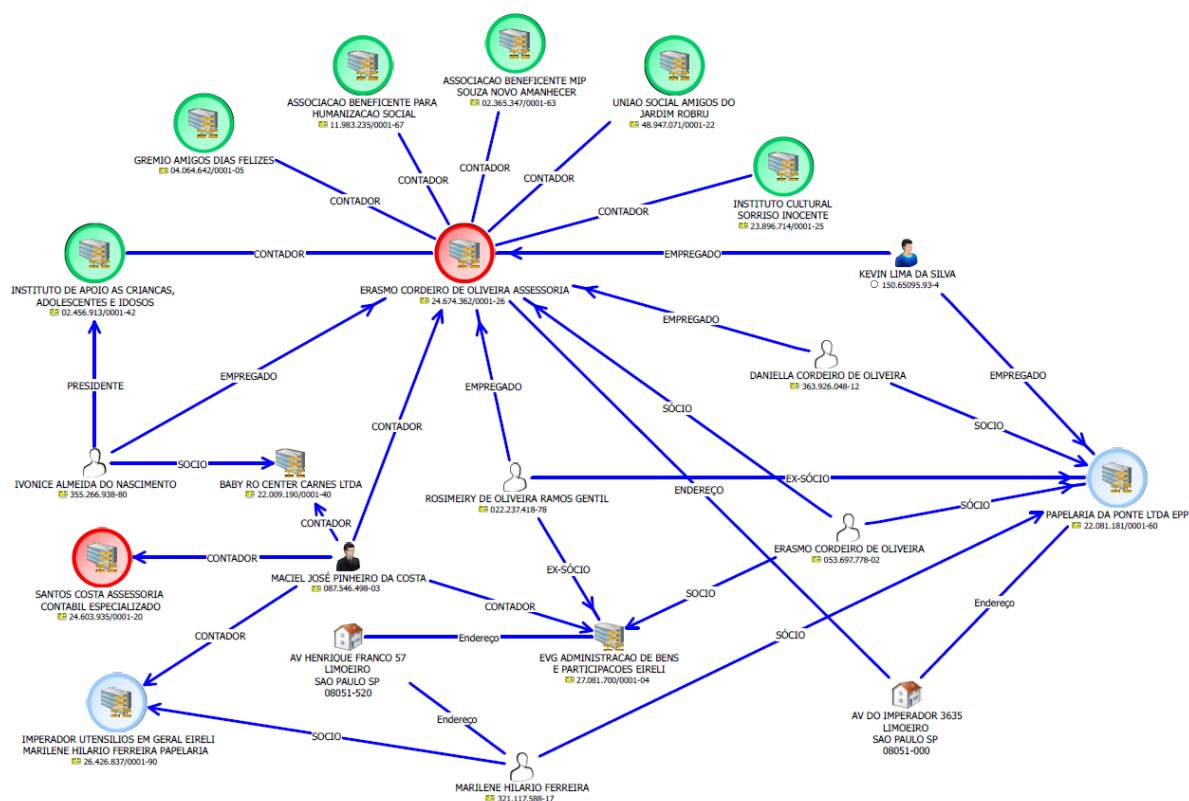 ASSOCIACAO BENEFICENTE MIP
SOUZA NOVO AMANHECER
02.365.347/0001-63
ASSOCIACAO BENEFICENTE PARA
HUMANIZACAO SOCIAL
11.983.235/0001-67
UNIAO SOCIAL AMIGOS DO
JARDIM ROBRU
48.947.071/0001-22
GREMIO AMIGOS DIAS FELIZES
04.064.642/0001-05
CONTADOR
CONTADOR
CONTADOR
CONTADOR
INSTITUTO CULTURAL
SORRISO INOCENTE
23.896.714/0001-25
CONTADOR
CONTADOR
EMPREGADO
KEVIN LIMA DA SILVA
150.65095.93-4
INSTITUTO DE APOIO AS CRIANCAS,
ADOLESCENTES E IDOSOS
02.456.913/0001-42
ERASMO CORDEIRO DE OLIVEIRA ASSESSORIA
24.674.362/0001-26
EMPREGADO
DANIELLA CORDEIRO DE OLIVEIRA
363.926.048-12
PRESIDENTE
EMPREGADO
EMPREGADO
EMPREGADO
SÓCIO
SOCIO
CONTADOR
IVONICE ALMEIDA DO NASCIMENTO
355.266.938-80
SOCIO
BABY RO CENTER CARNES LTDA
22.009.190/0001-40
ROSIMEIRY DE OLIVEIRA RAMOS GENTIL
022.237.418-78
EX-SÓCIO
ENDEREÇO
SÓCIO
PAPELARIA DA PONTE LTDA EPP
22.081.181/0001-60
CONTADOR
CONTADOR
MACIEL JOSÉ PINHEIRO DA COSTA
087.546.498-03
ERASMO CORDEIRO DE OLIVEIRA
053.697.778-02
EX-SÓCIO
SOCIO
SANTOS COSTA ASSESSORIA
CONTABIL ESPECIALIZADO
24.603.935/0001-20
CONTADOR
CONTADOR
Endereço
SÓCIO
Endereço
AV HENRIQUE FRANCO 57
LIMOEIRO
SAO PAULO SP
08051-520
EVG ADMINISTRACAO DE BENS
E PARTICIPACOES EIRELI
27.081.700/0001-04
AV DO IMPERADOR 3635
LIMOEIRO
SAO PAULO SP
08051-000
Endereço
IMPERADOR UTENSILIOS EM GERAL EIRELI
MARILENE HILARIO FERREIRA PAPELARIA
26.426.837/0001-90
SOCIO
MARILENE HILARIO FERREIRA
321.117.588-17